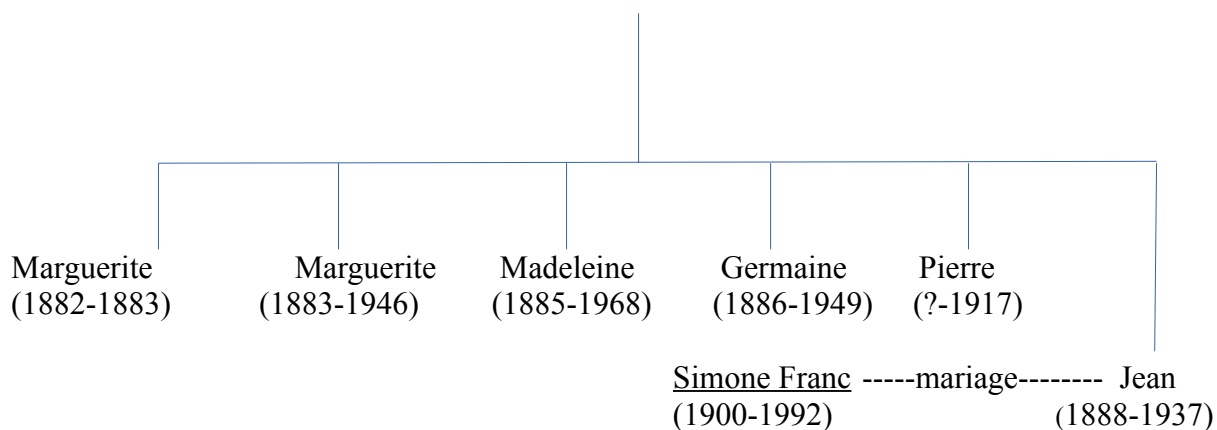 Marguerite Marguerite Madeleine Germaine Pierre
(1882-1883) (1883-1946) (1885-1968) (1886-1949) (?-1917)
Simone Franc -----mariage-------- Jean
(1900-1992) (1888-1937)